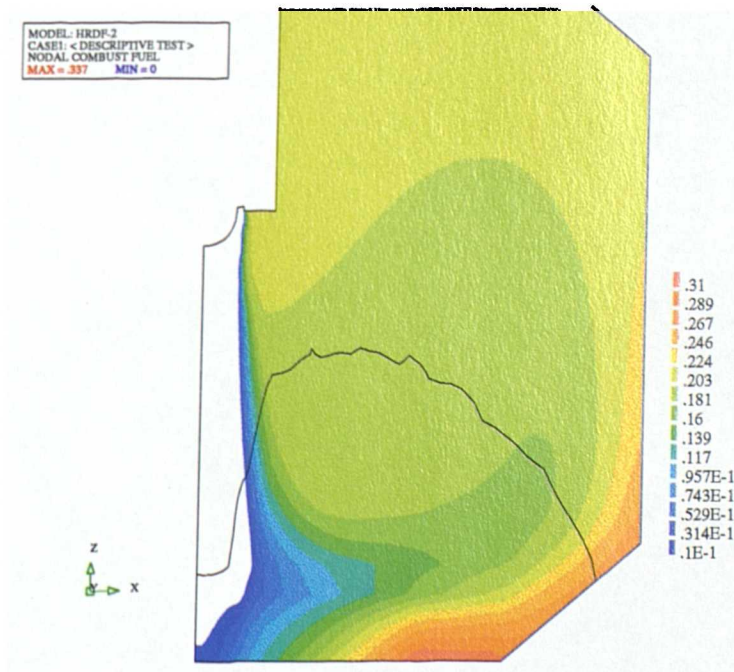 MODEL: HRDF-2
CASE1: < DESCRIPTIVE TEST >
NODAL COMBUST FUEL
MAX = .337 MIN = 0
.31
.289
.267
.246
.224
.203
.181
.16
.139
.117
.957E-1
.743E-1
.529E-1
.314E-1
.1E-1
Z
X